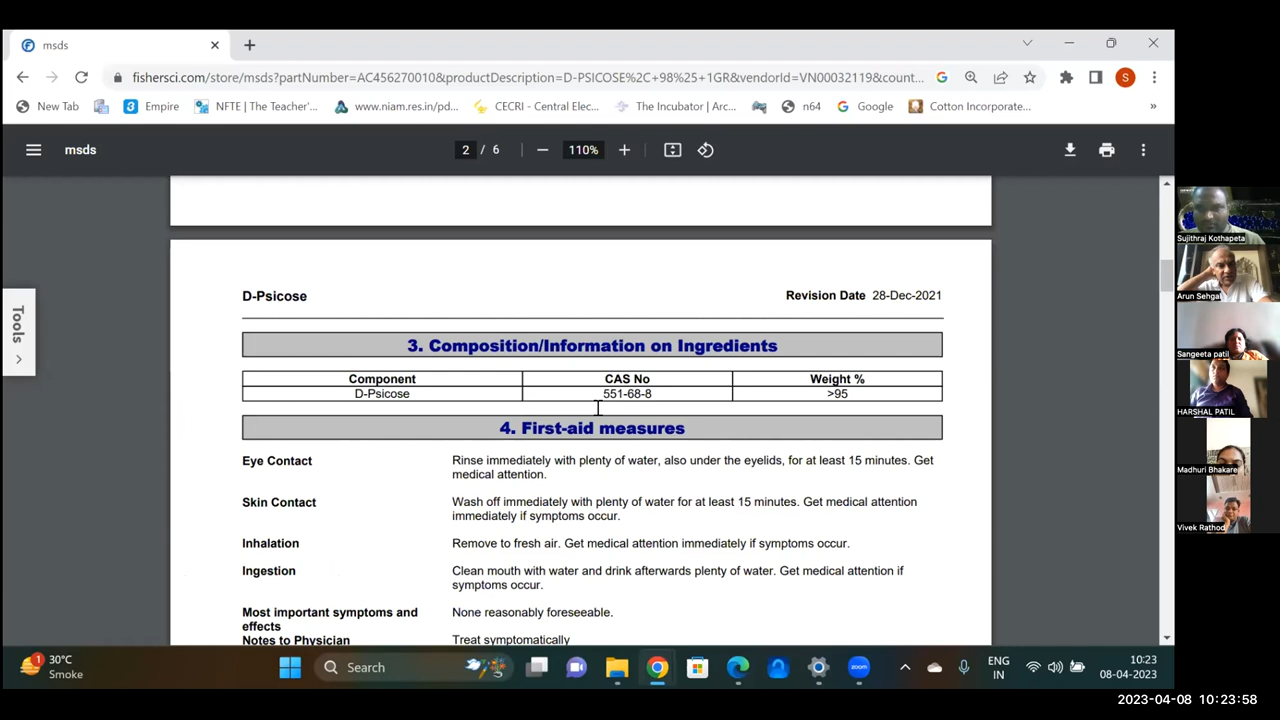 msds
fishersci.com/store/msds?partNumber=AC456270010&productDescription=D-PSICOSE%2C+98%25+1GR&vendorId=VN00032119&count...
S
New Tab
Empire
NFTE | The Teacher'...
www.niam.res.in/pd...
CECRI - Central Elec...
The Incubator | Arc...
n64
Google
Cotton Incorporate...
»
msds
2 / 6
110%
Tools
D-Psicose
Revision Date 28-Dec-2021
3. Composition/Information on Ingredients
Component CAS No Weight %
D-Psicose 551-68-8 >95
4. First-aid measures
Eye Contact Rinse immediately with plenty of water, also under the eyelids, for at least 15 minutes. Get
medical attention.
Skin Contact Wash off immediately with plenty of water for at least 15 minutes. Get medical attention
immediately if symptoms occur.
Inhalation Remove to fresh air. Get medical attention immediately if symptoms occur.
Ingestion Clean mouth with water and drink afterwards plenty of water. Get medical attention if
symptoms occur.
Most important symptoms and None reasonably foreseeable.
effects
Notes to Physician Treat symptomatically
Sujithraj Kothapeta
Arun Sehgal
Sangeeta patil
HARSHAL PATIL
Madhuri Bhakare
Vivek Rathod
1
30°C
Smoke
Search
zoom
ENG
IN
10:23
08-04-2023
2023-04-08 10:23:58